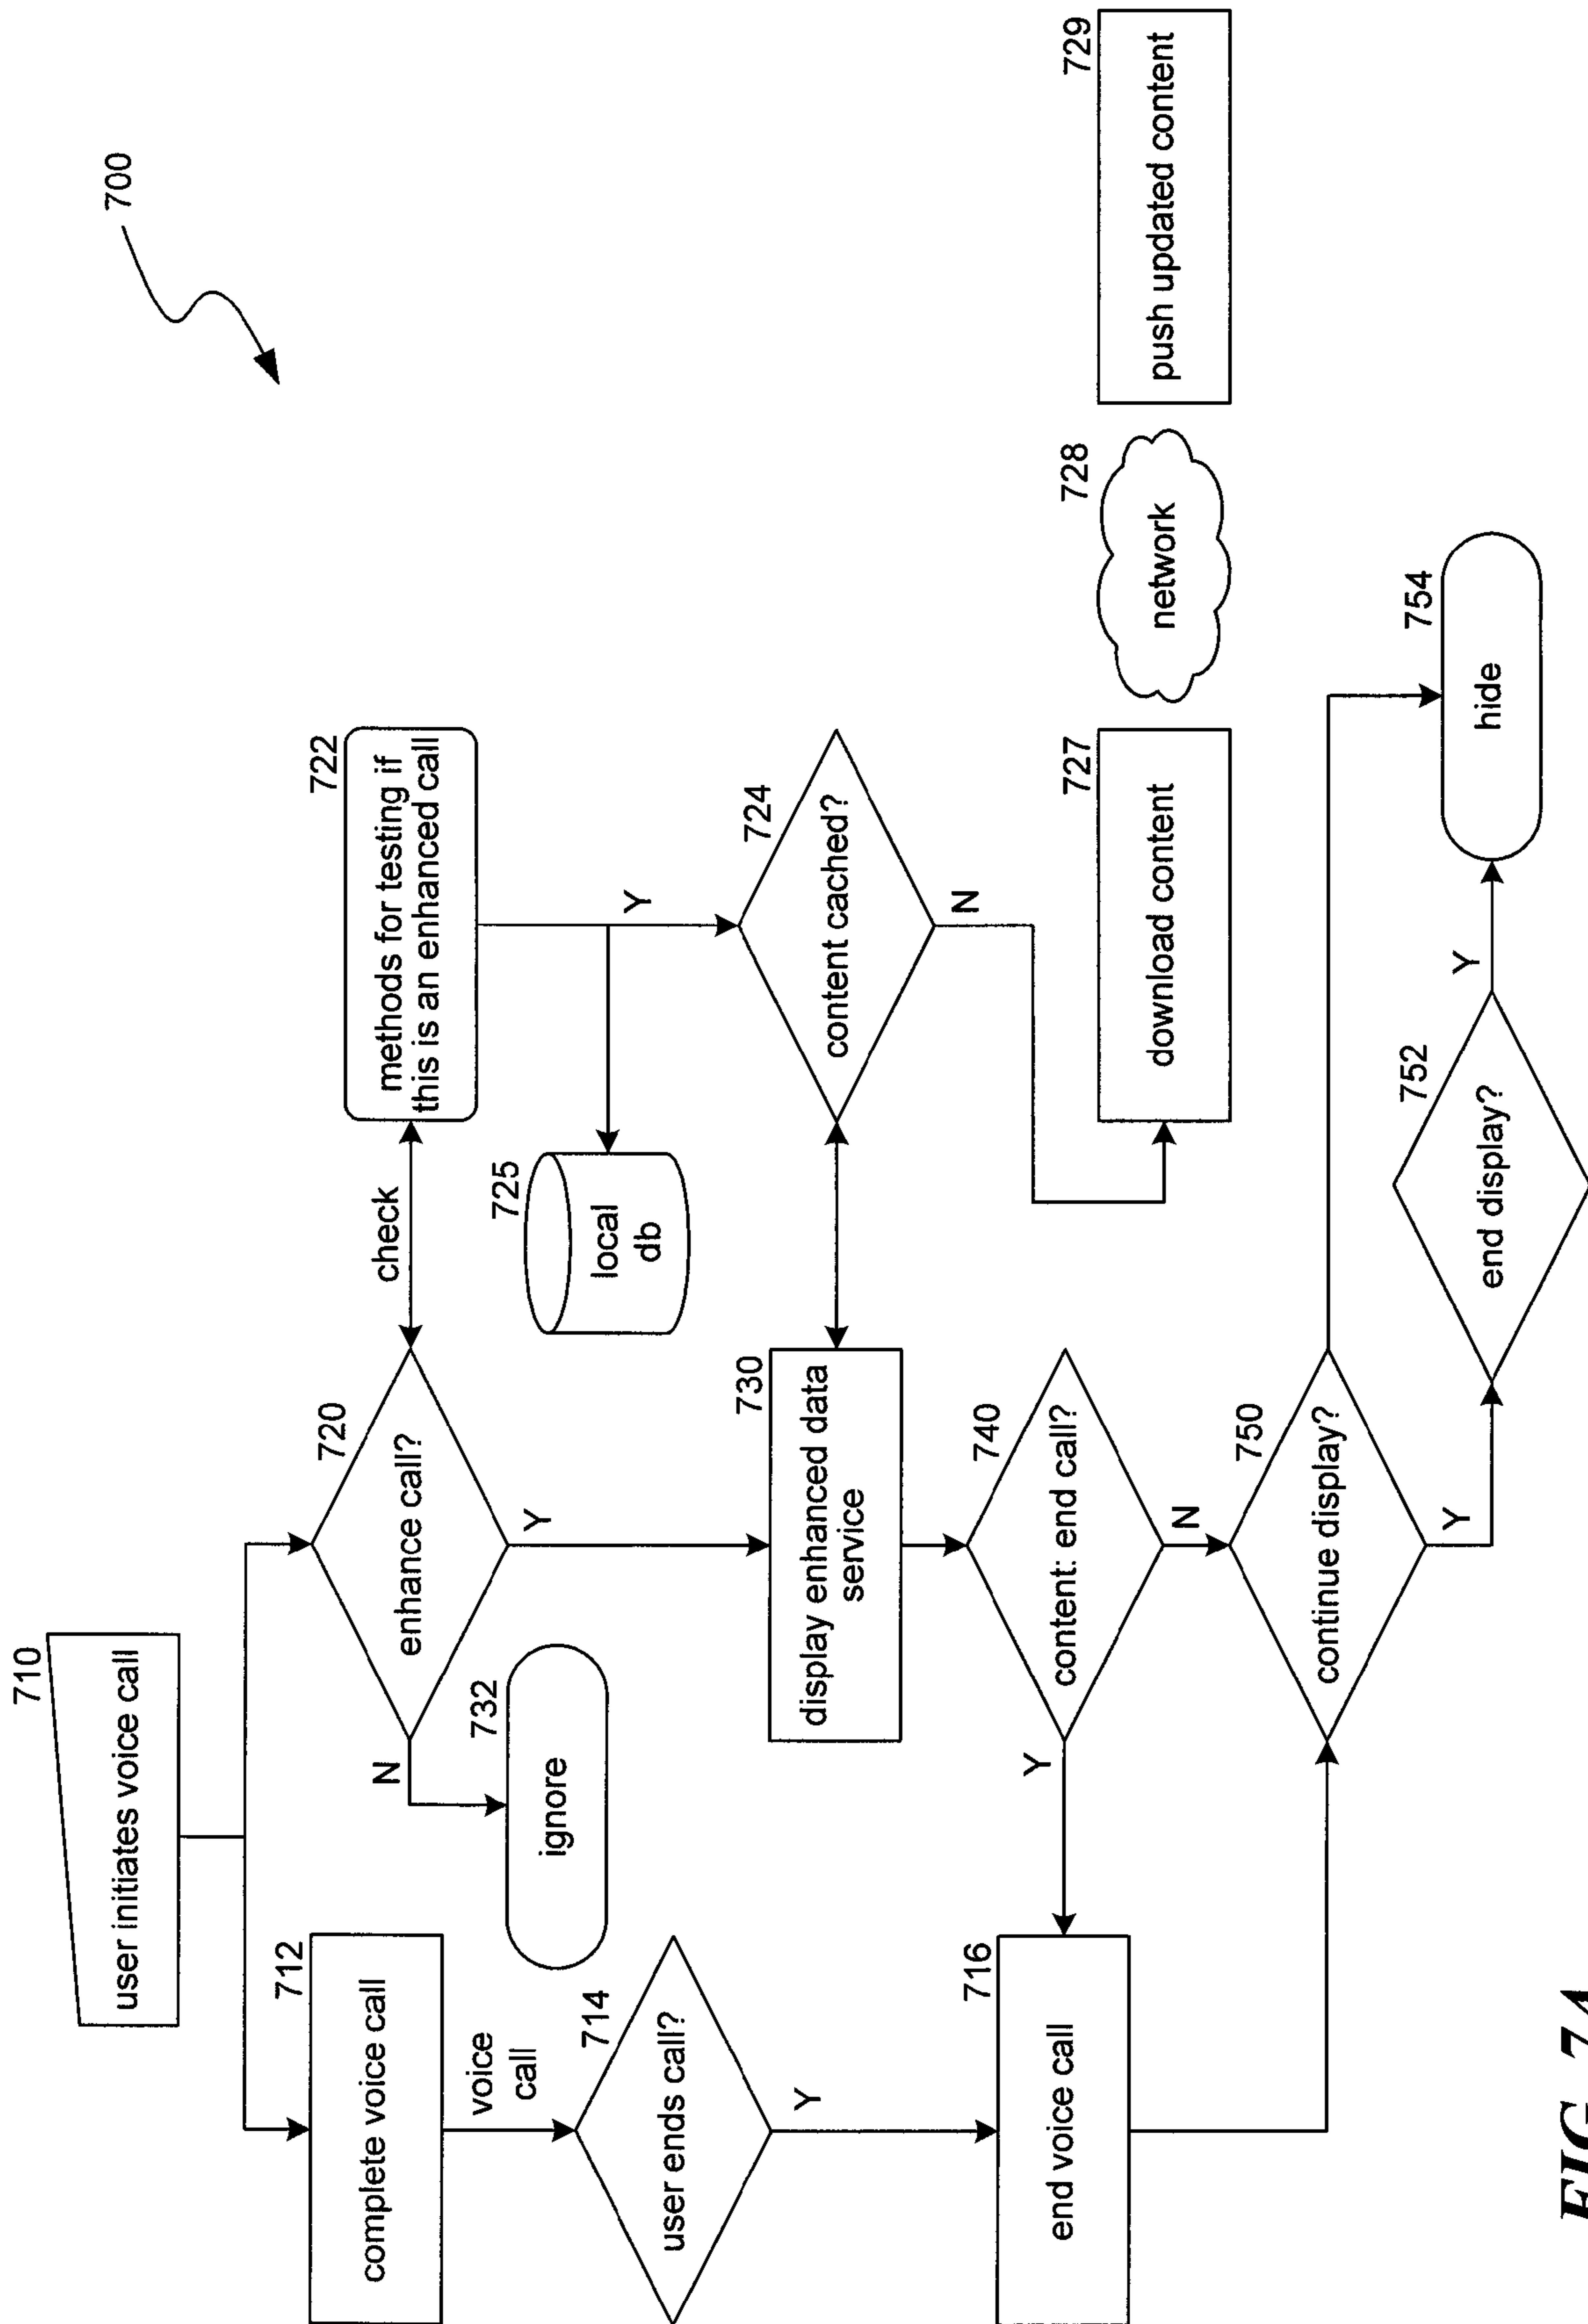 700
710
user initiates voice call
712
complete voice call
voice
call
714
user ends call?
Y
716
end voice call
720
enhance call?
N
732
ignore
Y
check
722
methods for testing if
this is an enhanced call
725
local
db
Y
724
content cached?
N
727
download content
728
network
729
push updated content
730
display enhanced data
service
740
content: end call?
Y
N
750
continue display?
Y
752
end display?
Y
754
hide
FIG. 7A